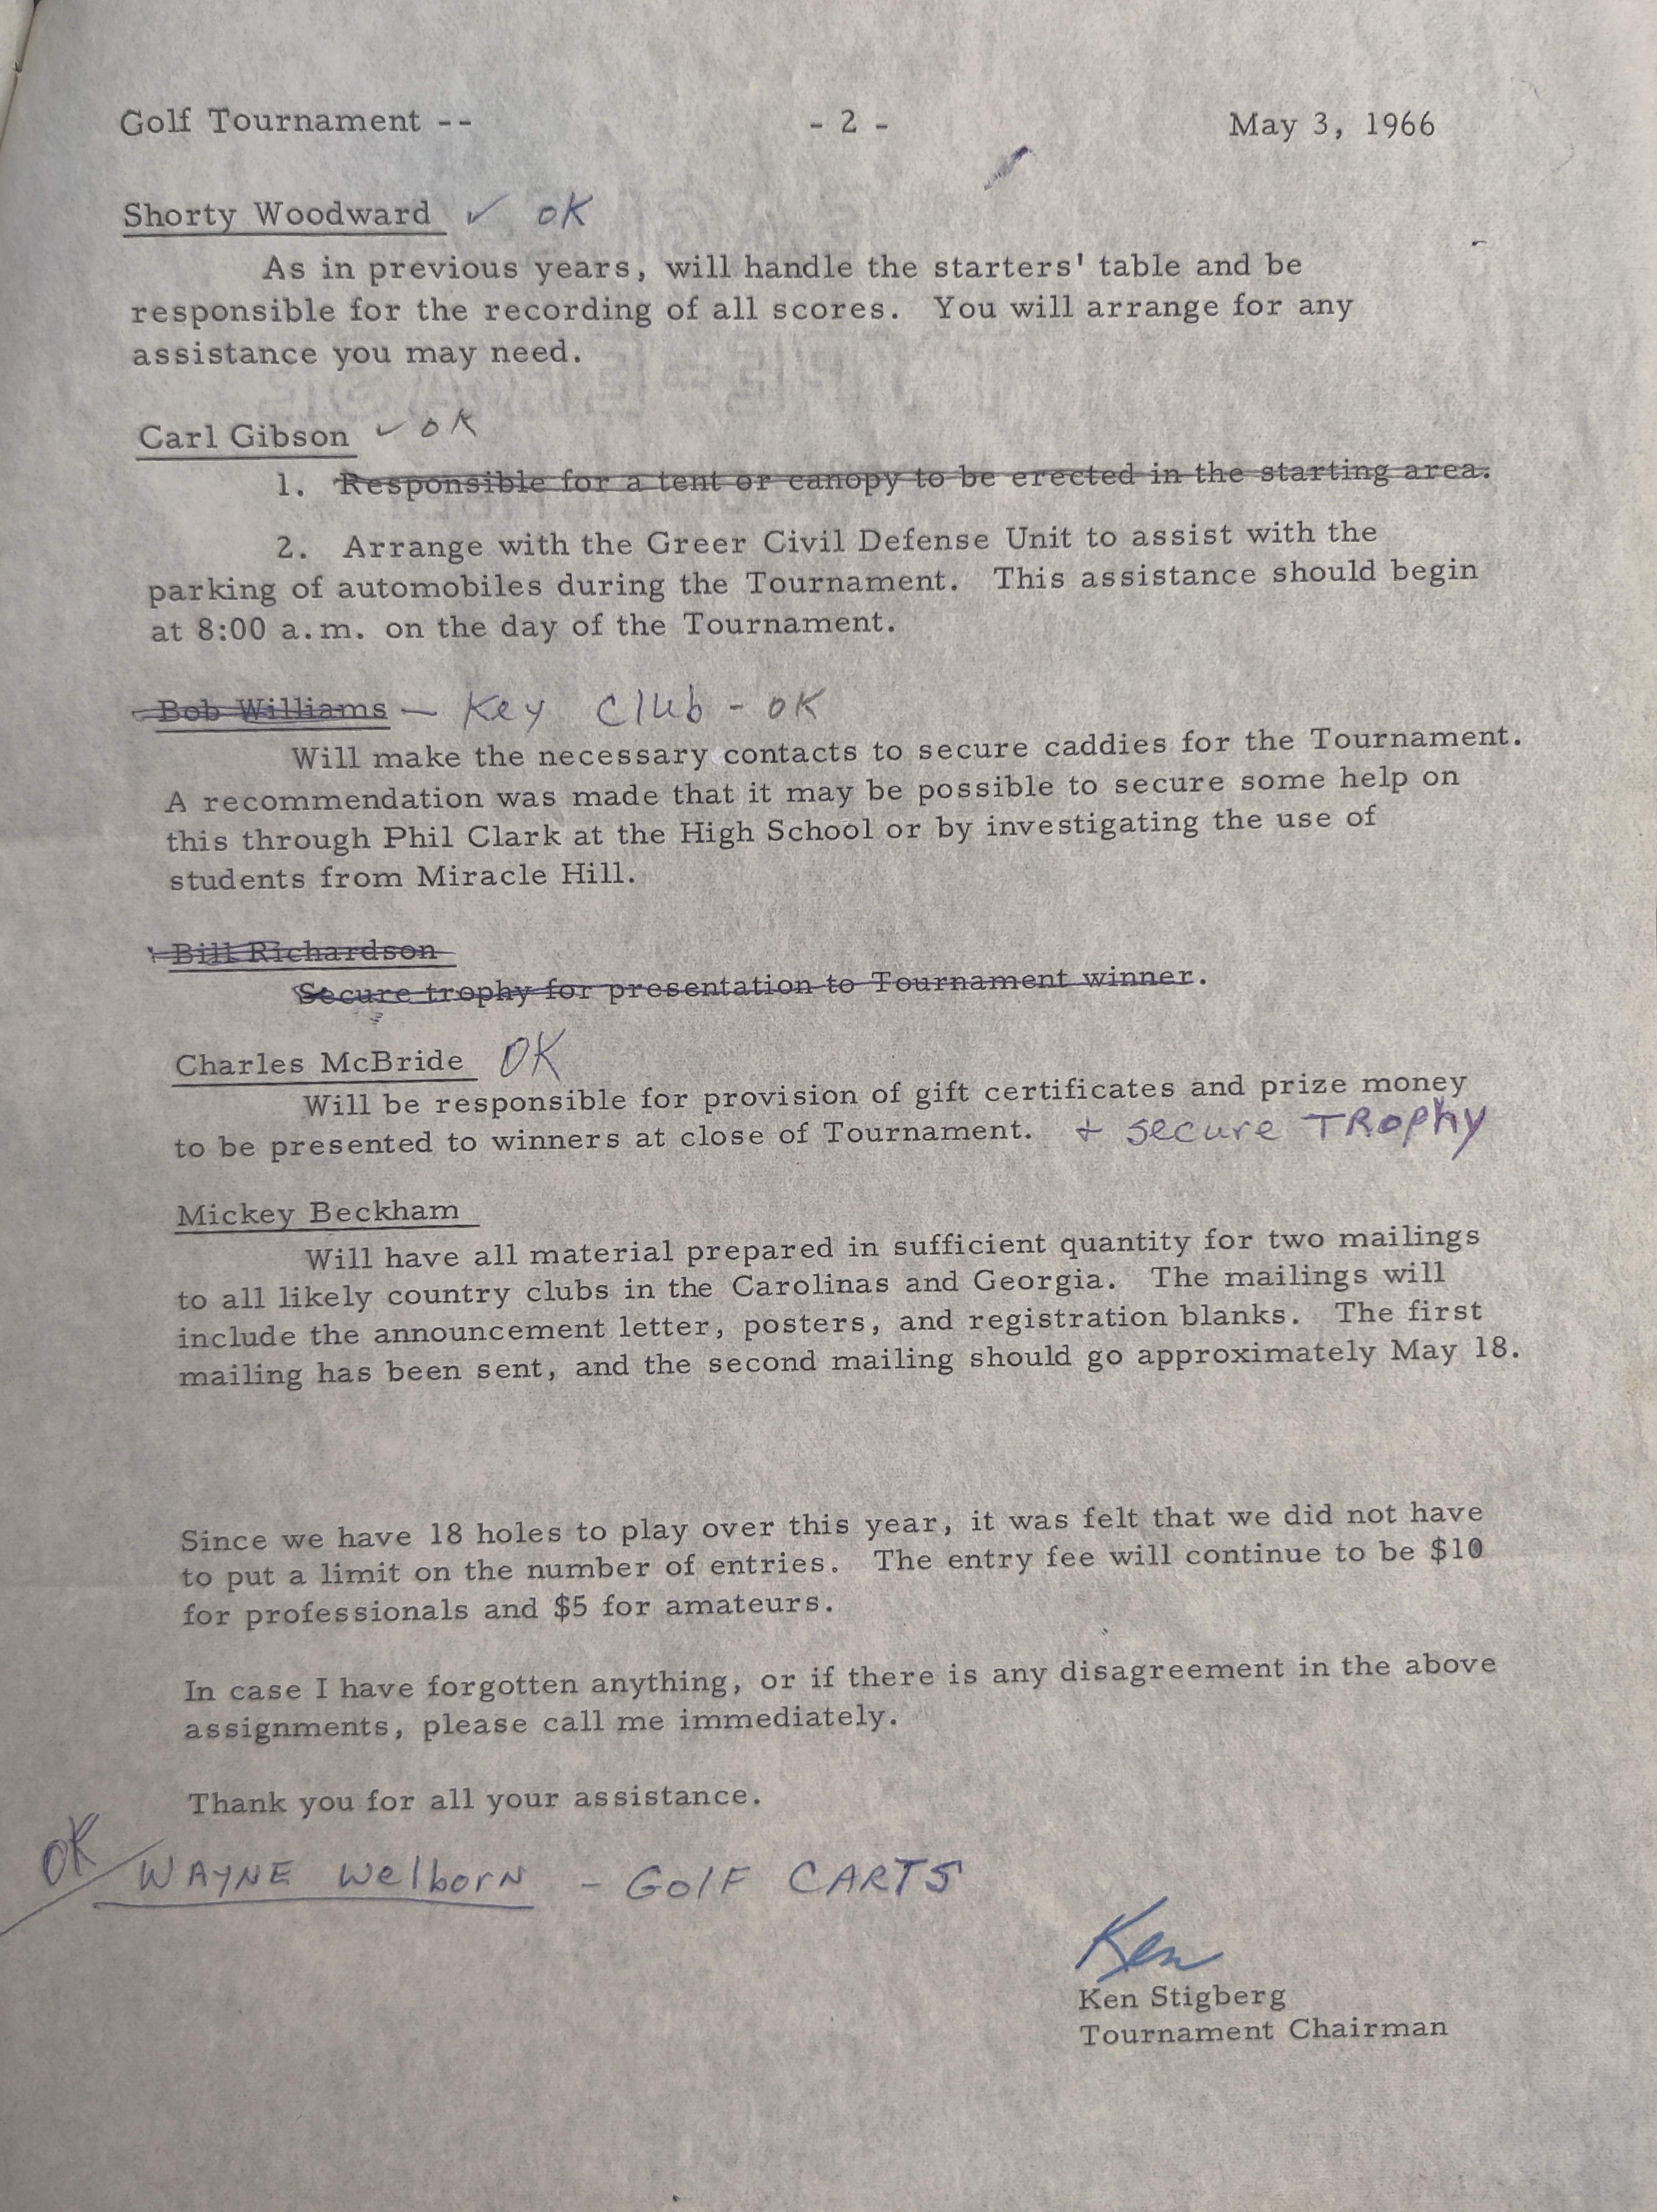 Golf Tournament -- - 2 - May 3, 1966
Shorty Woodward ✓ OK
As in previous years, will handle the starters' table and be
responsible for the recording of all scores. You will arrange for any
assistance you may need.
Carl Gibson ✓ OK
1. Responsible for a tent or canopy to be erected in the starting area.
2. Arrange with the Greer Civil Defense Unit to assist with the
parking of automobiles during the Tournament. This assistance should begin
at 8:00 a.m. on the day of the Tournament.
Bob Williams — Key Club - OK
Will make the necessary contacts to secure caddies for the Tournament.
A recommendation was made that it may be possible to secure some help on
this through Phil Clark at the High School or by investigating the use of
students from Miracle Hill.
Bill Richardson
Secure trophy for presentation to Tournament winner.
Charles McBride OK
Will be responsible for provision of gift certificates and prize money
to be presented to winners at close of Tournament. + secure TROphy
Mickey Beckham
Will have all material prepared in sufficient quantity for two mailings
to all likely country clubs in the Carolinas and Georgia. The mailings will
include the announcement letter, posters, and registration blanks. The first
mailing has been sent, and the second mailing should go approximately May 18.
Since we have 18 holes to play over this year, it was felt that we did not have
to put a limit on the number of entries. The entry fee will continue to be $10
for professionals and $5 for amateurs.
In case I have forgotten anything, or if there is any disagreement in the above
assignments, please call me immediately.
Thank you for all your assistance.
OK WAYNE WelborN - GOlF CARTS
Ken
Ken Stigberg
Tournament Chairman